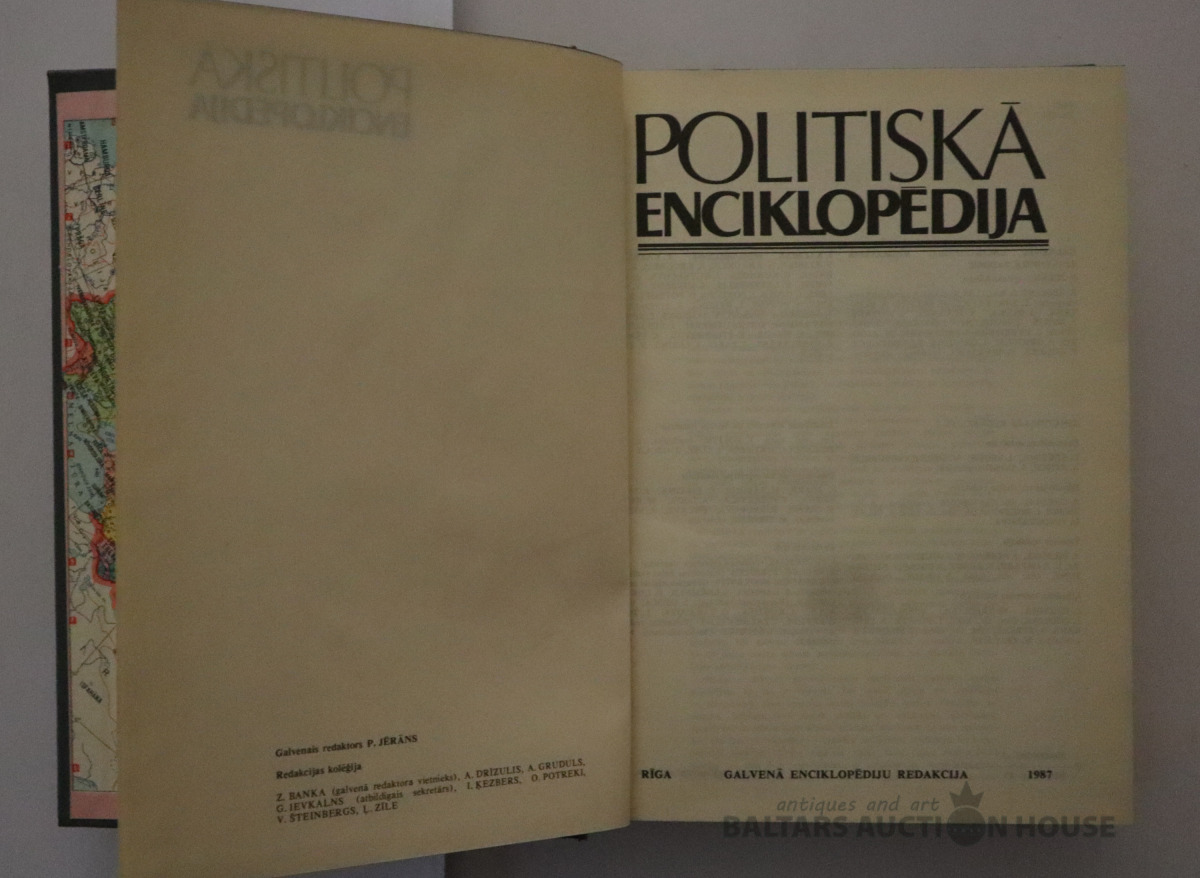 Galvenais redaktors P. JĒRĀNS
Redakcijas kolēģija
Z. BANKA (galvenā redaktora vietnieks), A. DRĪZULIS, A. GRUDULS,
G. IEVKALNS (atbildīgais sekretārs), I. ĶEZBERS, O. POTREKI,
V. ŠTEINBERGS, Ļ. ZĪLE
POLITISKĀ
ENCIKLOPĒDIJA
RĪGA GALVENĀ ENCIKLOPĒDIJU REDAKCIJA 1987
antiques and art
BALTARS AUCTION HOUSE